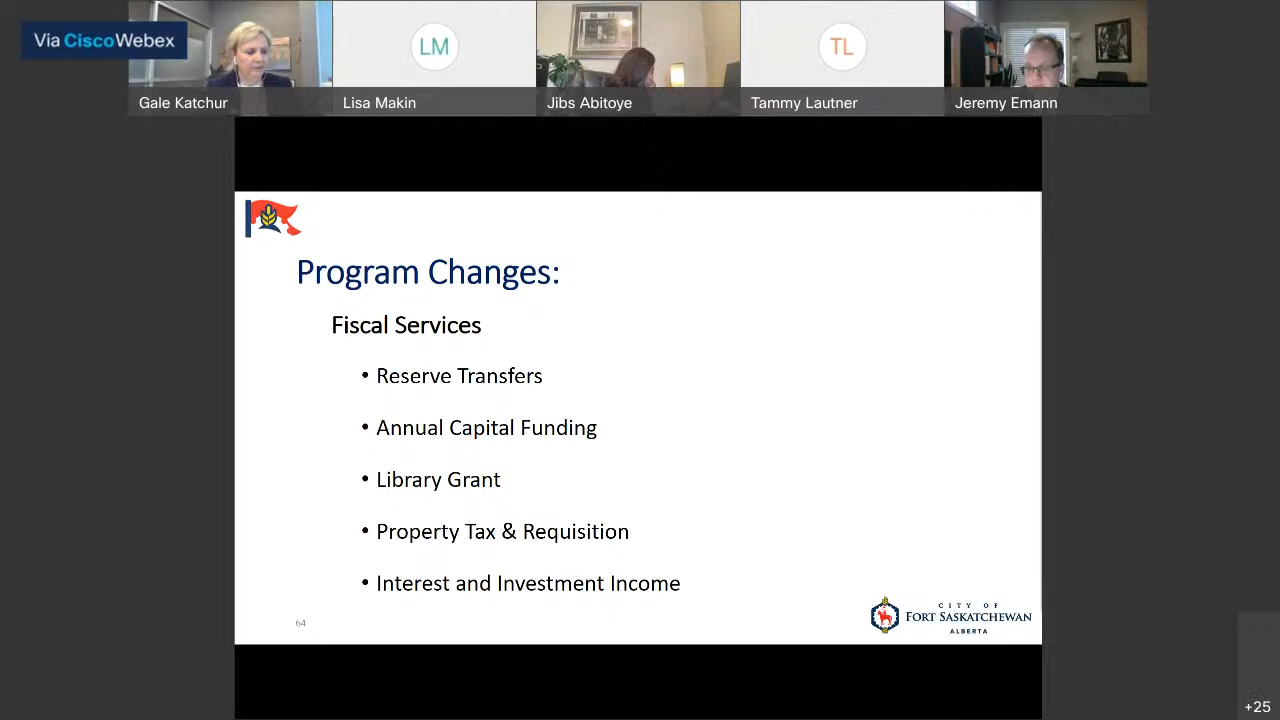 Via CiscoWebex
LM
TL
Gale Katchur
Lisa Makin
Jibs Abitoye
Tammy Lautner
Jeremy Emann
Program Changes:
Fiscal Services
• Reserve Transfers
• Annual Capital Funding
• Library Grant
• Property Tax & Requisition
• Interest and Investment Income
64
CITY OF
FORT SASKATCHEWAN
ALBERTA
+25